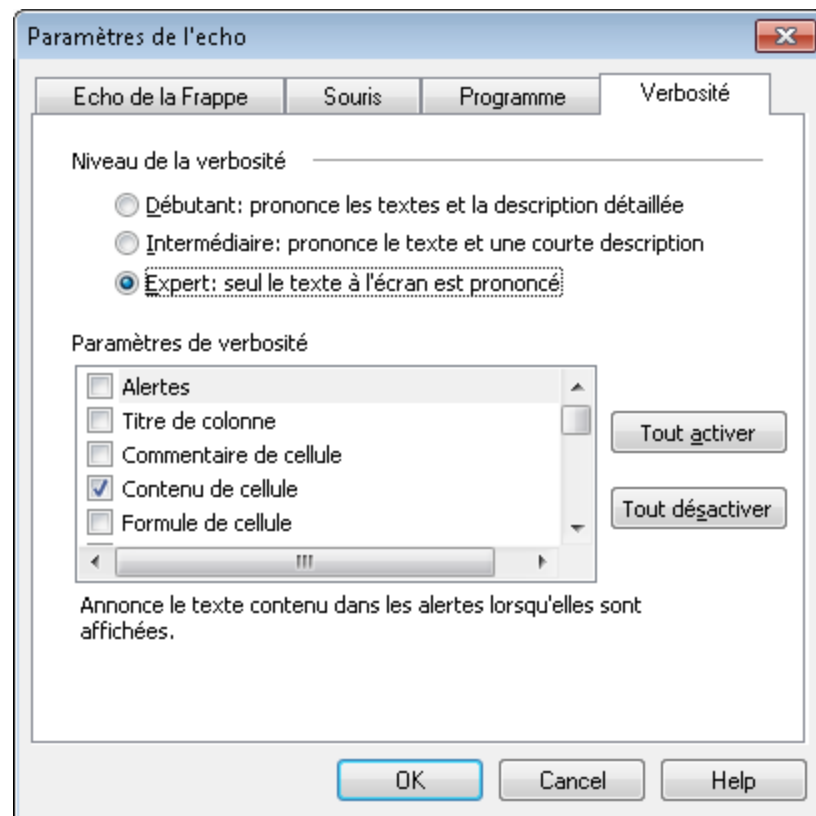 Paramètres de l'echo
Echo de la Frappe Souris Programme Verbosité
Niveau de la verbosité
Débutant: prononce les textes et la description détaillée
Intermédiaire: prononce le texte et une courte description
Expert: seul le texte à l'écran est prononcé
Paramètres de verbosité
Alertes
Titre de colonne
Commentaire de cellule
Contenu de cellule
Formule de cellule
Tout activer
Tout désactiver
Annonce le texte contenu dans les alertes lorsqu'elles sont
affichées.
OK Cancel Help